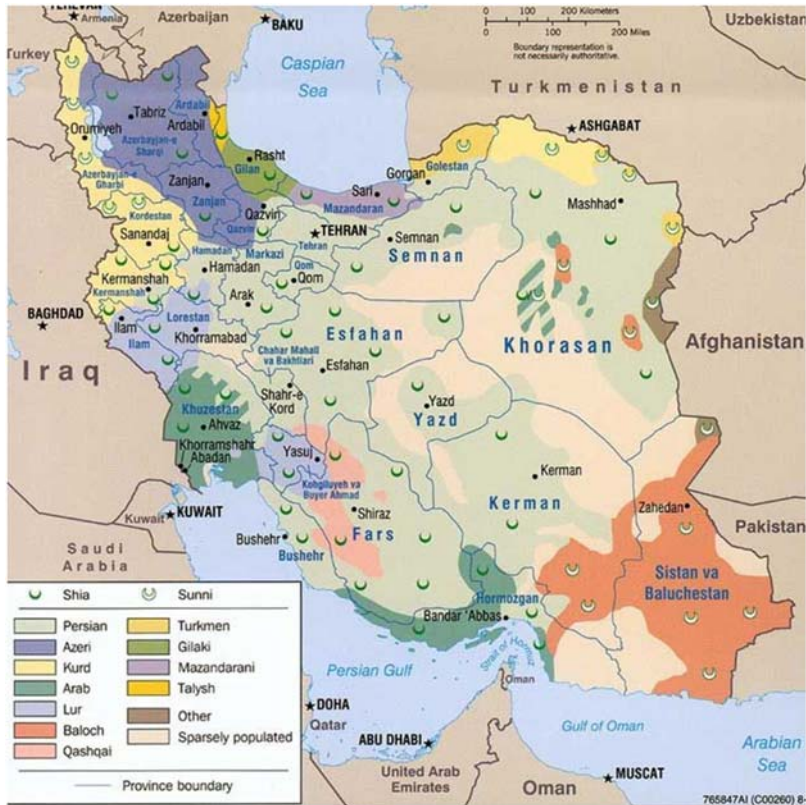 YEREVAN
Azerbaijan
BAKU
0 100 200 Kilometers
0 100 200 Miles
Boundary representation is
not necessarily authoritative.
Uzbekistan
Armenia
Turkey
Caspian
Sea
Turkmenistan
Ardabil
Tabriz
Ardabil
ASHGABAT
Orumiyeh
Azerbayjan-e
Sharqi
Rasht
Gilan
Golestan
Gorgan
Azerbayjan-e
Gharbi
Zanjan
Zanjan
Sari
Mazandaran
Mashhad
Kordestan
Qazvin
Qazvin
TEHRAN
Tehran
Semnan
Semnan
Sanandaj
Hamadan
Markazi
Hamadan
Qom
Qom
Kermanshah
Kermanshah
Arak
BAGHDAD
Ilam
Ilam
Lorestan
Khorramabad
Esfahan
Khorasan
Afghanistan
Iraq
Chahar Mahall
va Bakhtiari
Esfahan
Shahr-e
Kord
Yazd
Yazd
Khuzestan
Ahvaz
Khorramshahr
Abadan
Yasuj
Kohgiluyeh va
Buyer Ahmad
Kerman
Kerman
Zahedan
KUWAIT
Kuwait
Shiraz
Fars
Pakistan
Saudi
Arabia
Bushehr
Bushehr
Sistan va
Baluchestan
Hormozgan
Bandar 'Abbas
Strait of Hormuz
Persian Gulf
Oman
DOHA
Qatar
Gulf of Oman
ABU DHABI
Arabian
Sea
United Arab
Emirates
MUSCAT
Oman
Shia
Sunni
Persian
Turkmen
Azeri
Gilaki
Kurd
Mazandarani
Arab
Talysh
Lur
Other
Baloch
Sparsely populated
Qashqai
Province boundary
765847AI (C00260) 8-